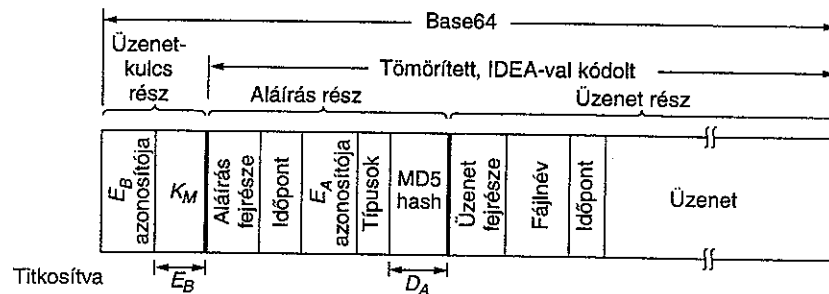 Base64
Üzenet-
kulcs
rész
Tömörített, IDEA-val kódolt
Aláírás rész
Üzenet rész
E_B
azonosítója
K_M
Aláírás
fejrésze
Időpont
E_A
azonosítója
Típusok
MD5
hash
Üzenet
fejrésze
Fájlnév
Időpont
Üzenet
Titkosítva
E_B
D_A